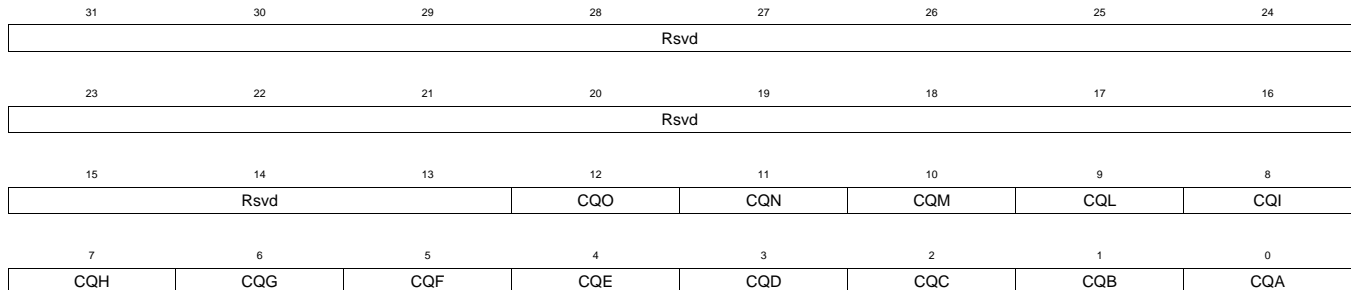 31 30 29 28 27 26 25 24
Rsvd
23 22 21 20 19 18 17 16
Rsvd
15 14 13 12 11 10 9 8
Rsvd CQO CQN CQM CQL CQI
7 6 5 4 3 2 1 0
CQH CQG CQF CQE CQD CQC CQB CQA